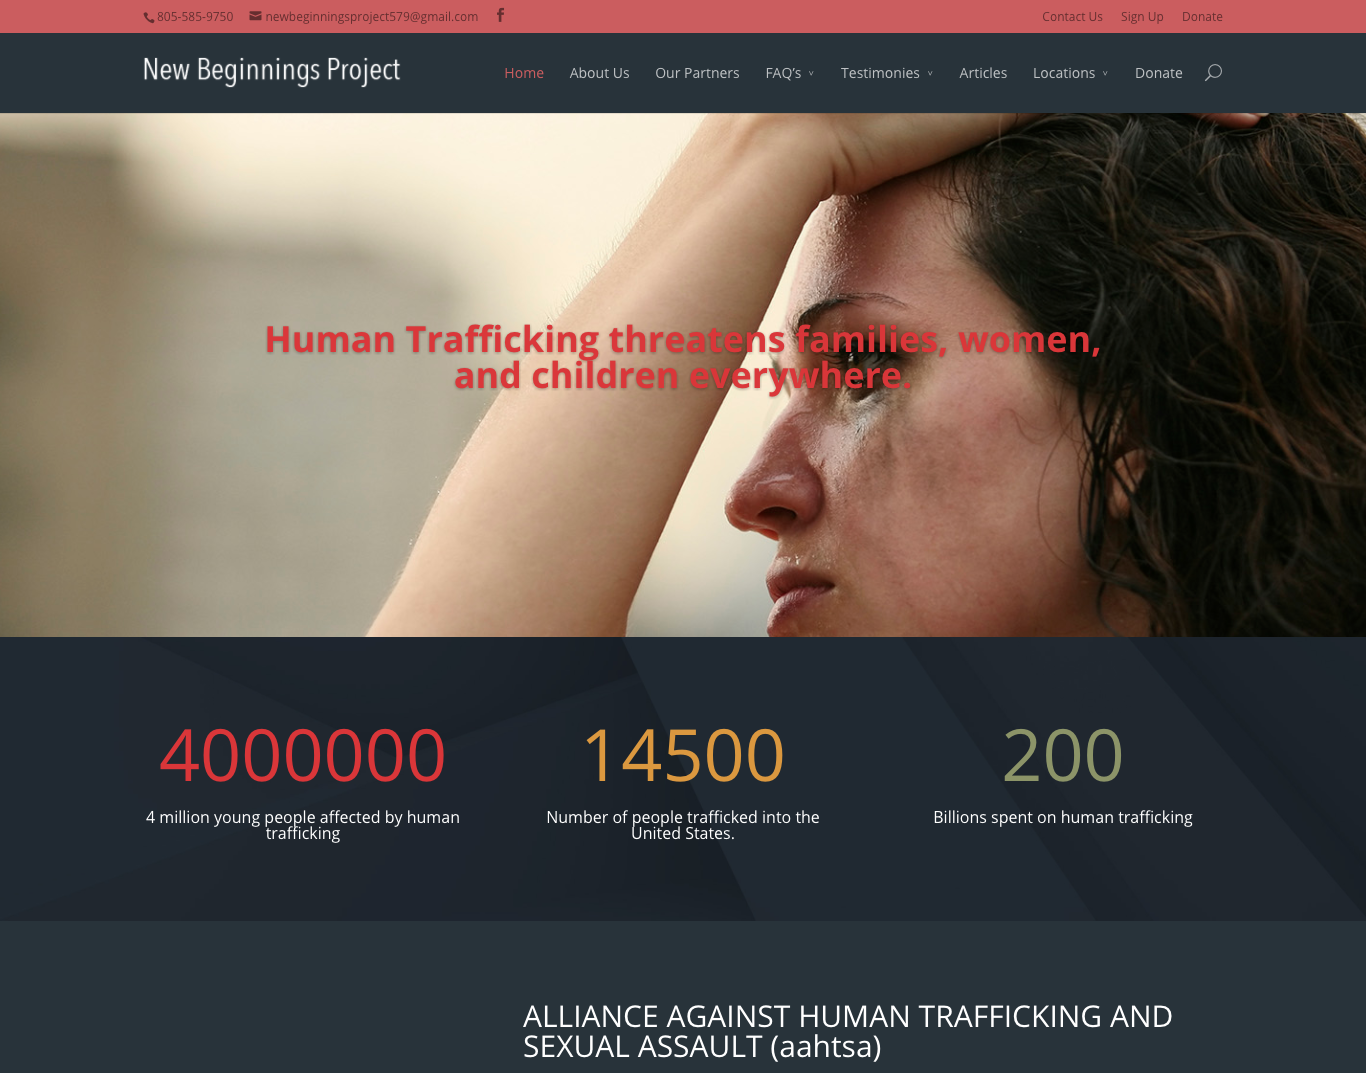 805-585-9750 newbeginningsproject579@gmail.com
Contact Us Sign Up Donate
New Beginnings Project
Home About Us Our Partners FAQ's Testimonies Articles Locations Donate
Human Trafficking threatens families, women,
and children everywhere.
4000000
4 million young people affected by human
trafficking
14500
Number of people trafficked into the
United States.
200
Billions spent on human trafficking
ALLIANCE AGAINST HUMAN TRAFFICKING AND
SEXUAL ASSAULT (aahtsa)